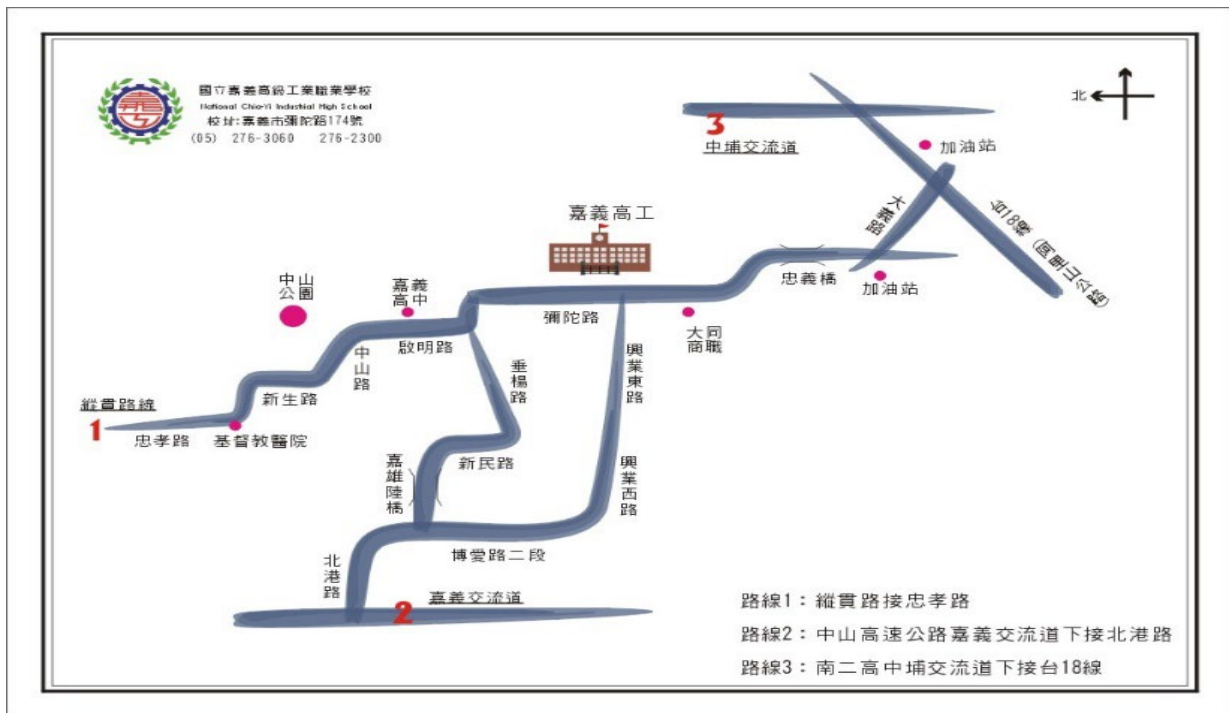 國立嘉義高級工業職業學校
National Chia-Yi Industrial High School
校址:嘉義市彌陀路174號
(05) 276-3060 276-2300
北
3
中埔交流道
加油站
台18線(阿里山公路)
大義路
嘉義高工
忠義橋
加油站
中山公園
嘉義高中
彌陀路
大同商職
啟明路
中山路
垂楊路
興業東路
新生路
縱貫路線
1
忠孝路
基督教醫院
新民路
嘉雄陸橋
興業西路
博愛路二段
北港路
嘉義交流道
2
路線1：縱貫路接忠孝路
路線2：中山高速公路嘉義交流道下接北港路
路線3：南二高中埔交流道下接台18線